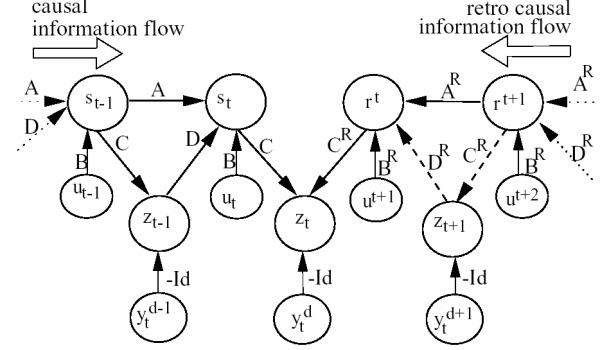 causal
information flow
retro causal
information flow
A
s_{t-1}
A
s_t
r^t
A^R
r^{t+1}
A^R
D
C
D
C
C^R
D^R
C^R
D^R
B
B
B^R
B^R
u_{t-1}
u_t
u^{t+1}
u^{t+2}
z_{t-1}
z_t
z_{t+1}
-Id
-Id
-Id
y_t^{d-1}
y_t^d
y_t^{d+1}